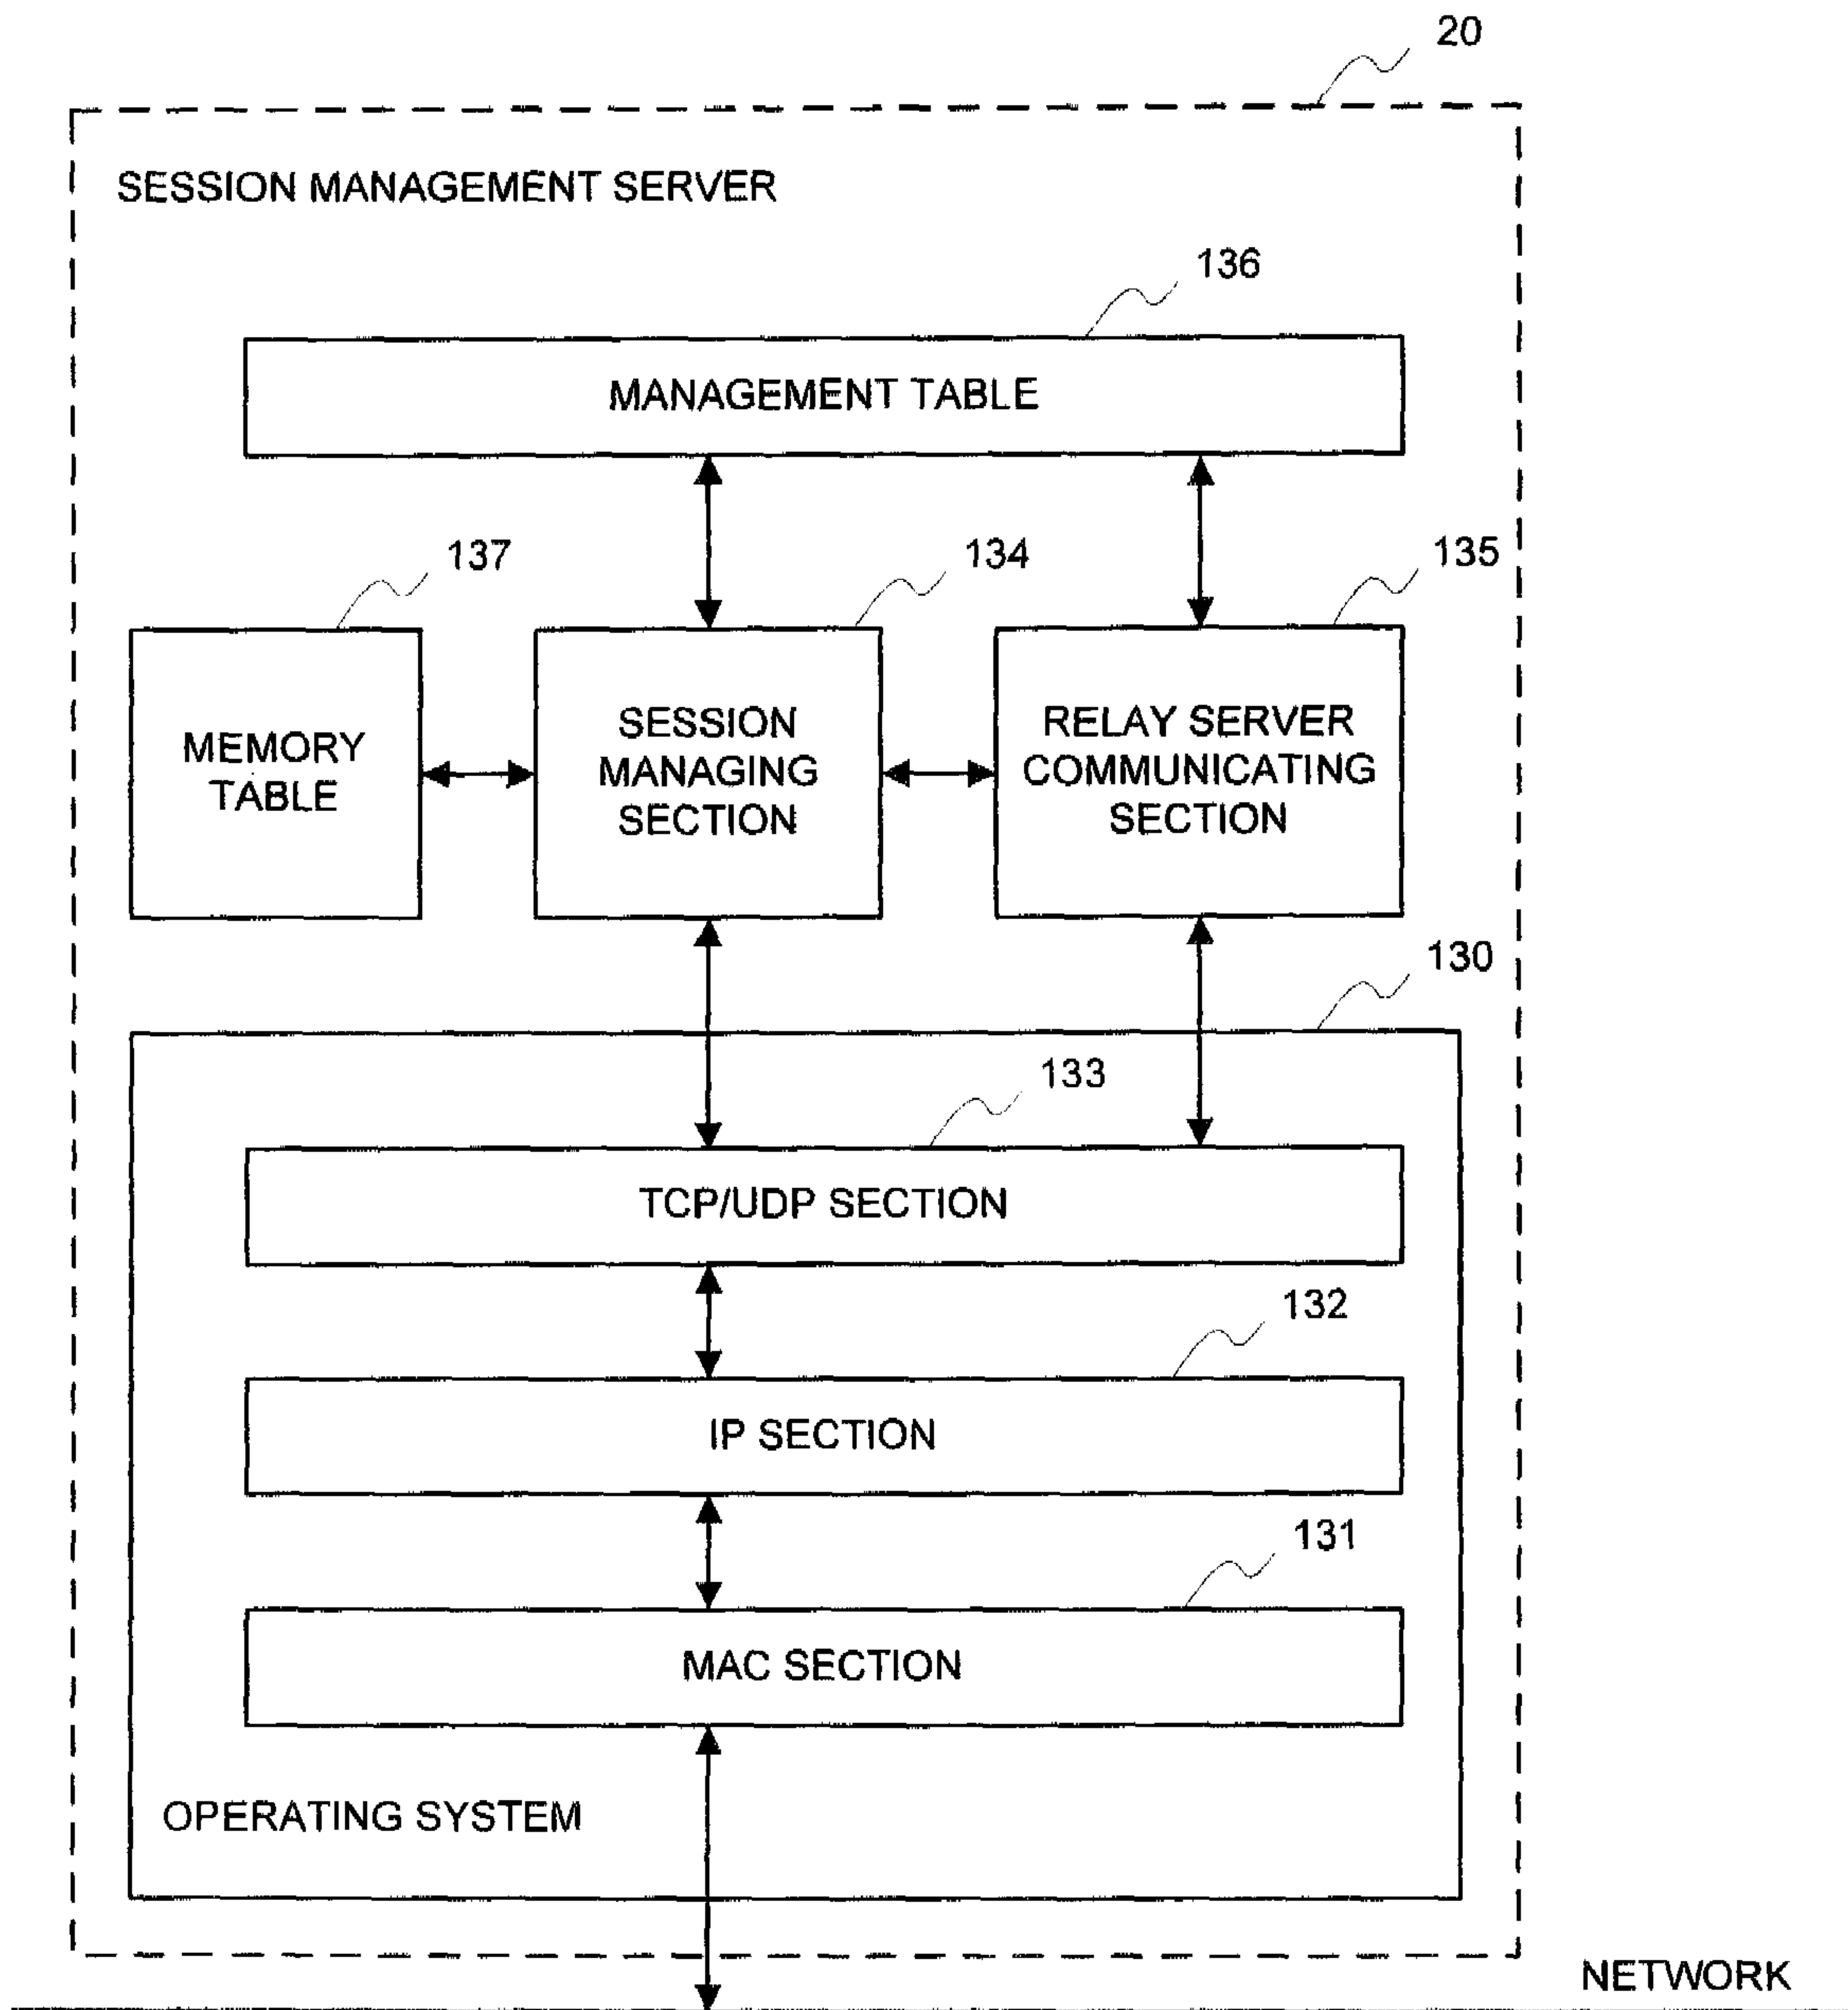 20
SESSION MANAGEMENT SERVER
136
MANAGEMENT TABLE
137
134
135
MEMORY
TABLE
SESSION
MANAGING
SECTION
RELAY SERVER
COMMUNICATING
SECTION
130
133
TCP/UDP SECTION
132
IP SECTION
131
MAC SECTION
OPERATING SYSTEM
NETWORK